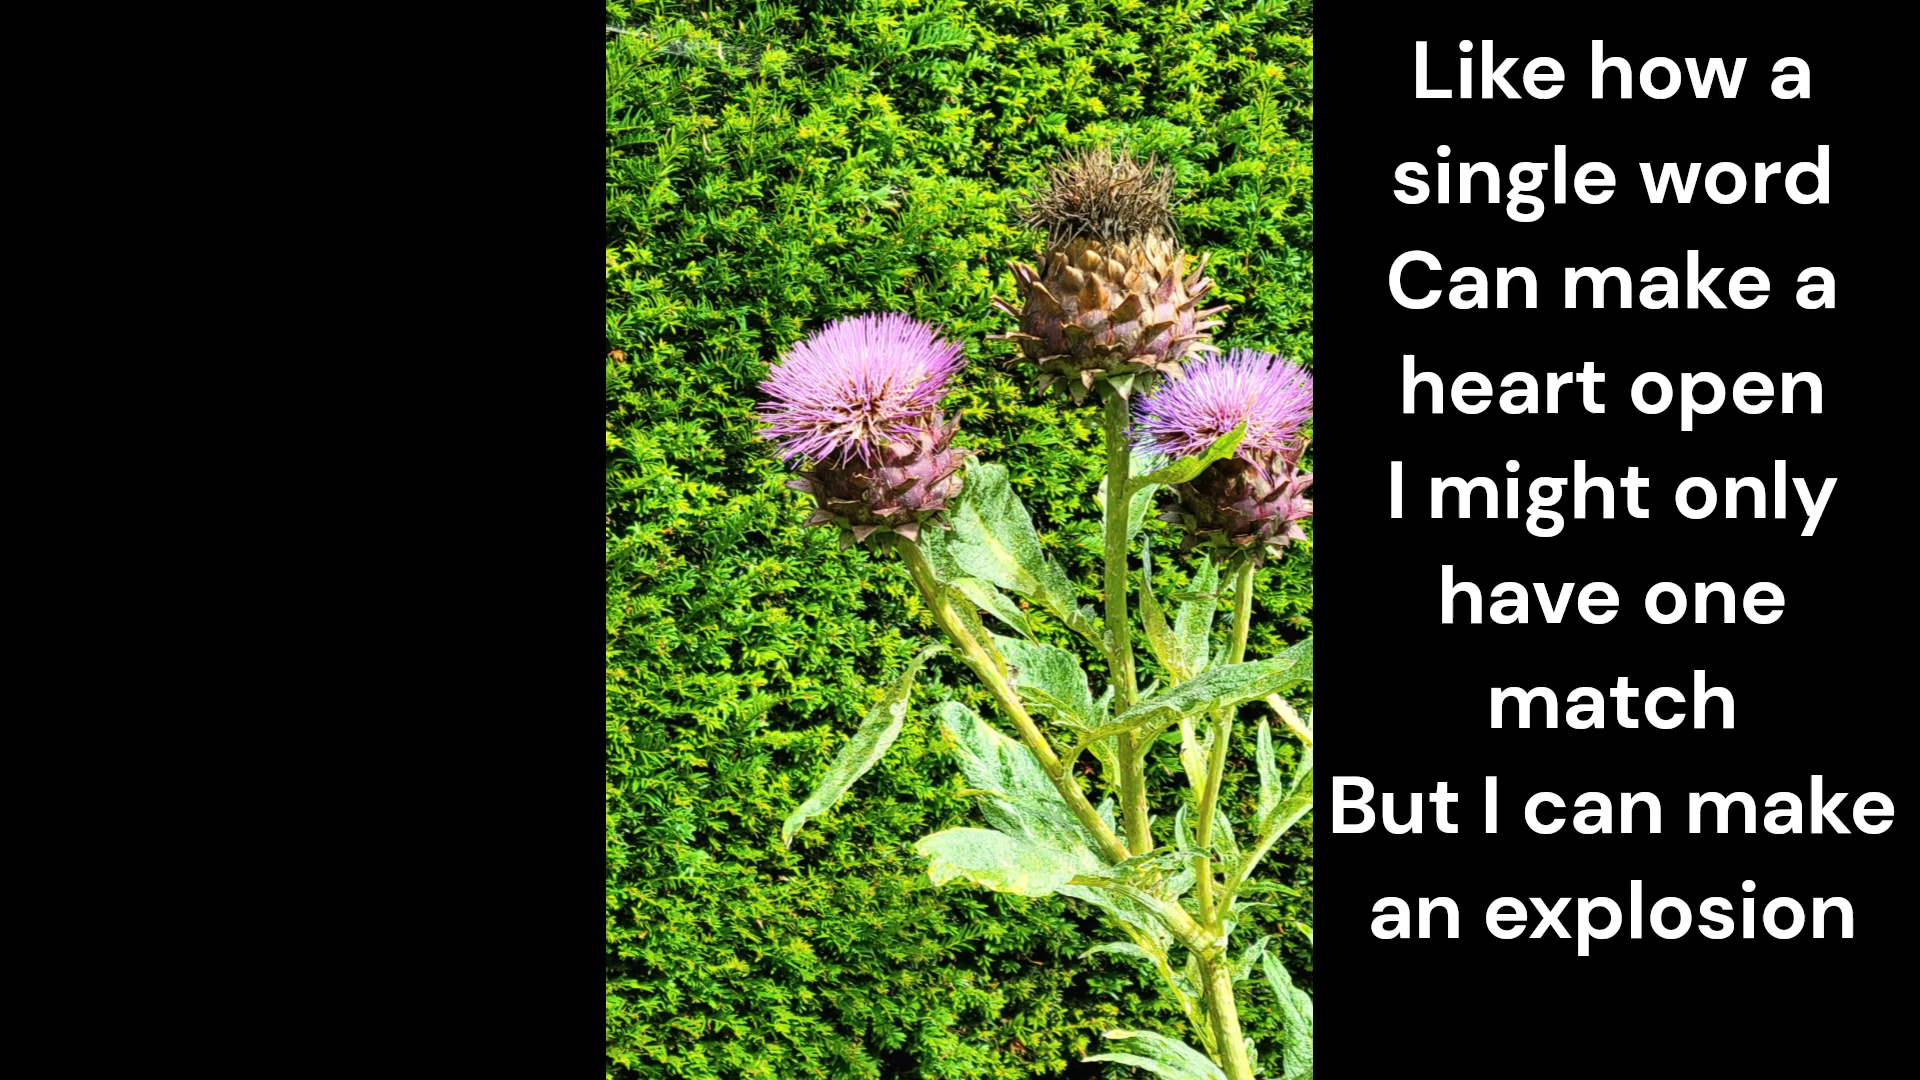 Like how a
single word
Can make a
heart open
I might only
have one
match
But I can make
an explosion